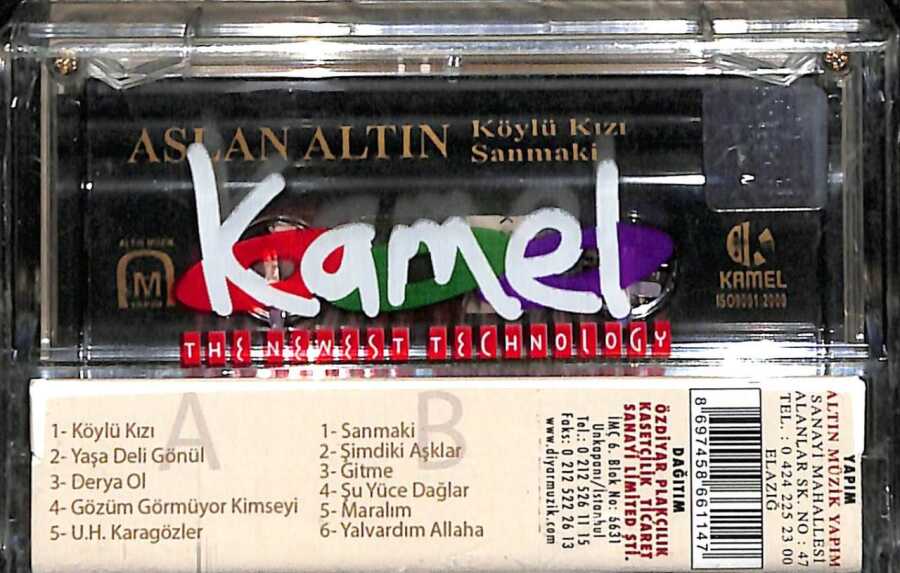 ASLAN ALTIN
Köylü Kızı
Sanmaki
Kamel
THE NEWEST TECHNOLOGY
ALTIN MÜZİK
M
YAPIM
KAMEL
ISO9001:2000
A
1- Köylü Kızı
2- Yaşa Deli Gönül
3- Derya Ol
4- Gözüm Görmüyor Kimseyi
5- U.H. Karagözler
B
1- Sanmaki
2- Şimdiki Aşklar
3- Gitme
4- Şu Yüce Dağlar
5- Maralım
6- Yalvardım Allaha
DAĞITIM
ÖZDİYAR PLAKÇILIK
KASETÇİLİK TİCARET
SANAYİ LİMİTED ŞTİ.
İMÇ 6. Blok No: 6631
Unkapanı/İstanbul
Tel.: 0 212 526 11 15
Faks: 0 212 522 26 13
www.diyarmuzik.com
8 697458 661147
YAPIM
ALTIN MÜZİK YAPIM
SANAYİ MAHALLESİ
ALANLAR SK. NO : 47
TEL. : 0 424 225 23 00
ELAZIĞ